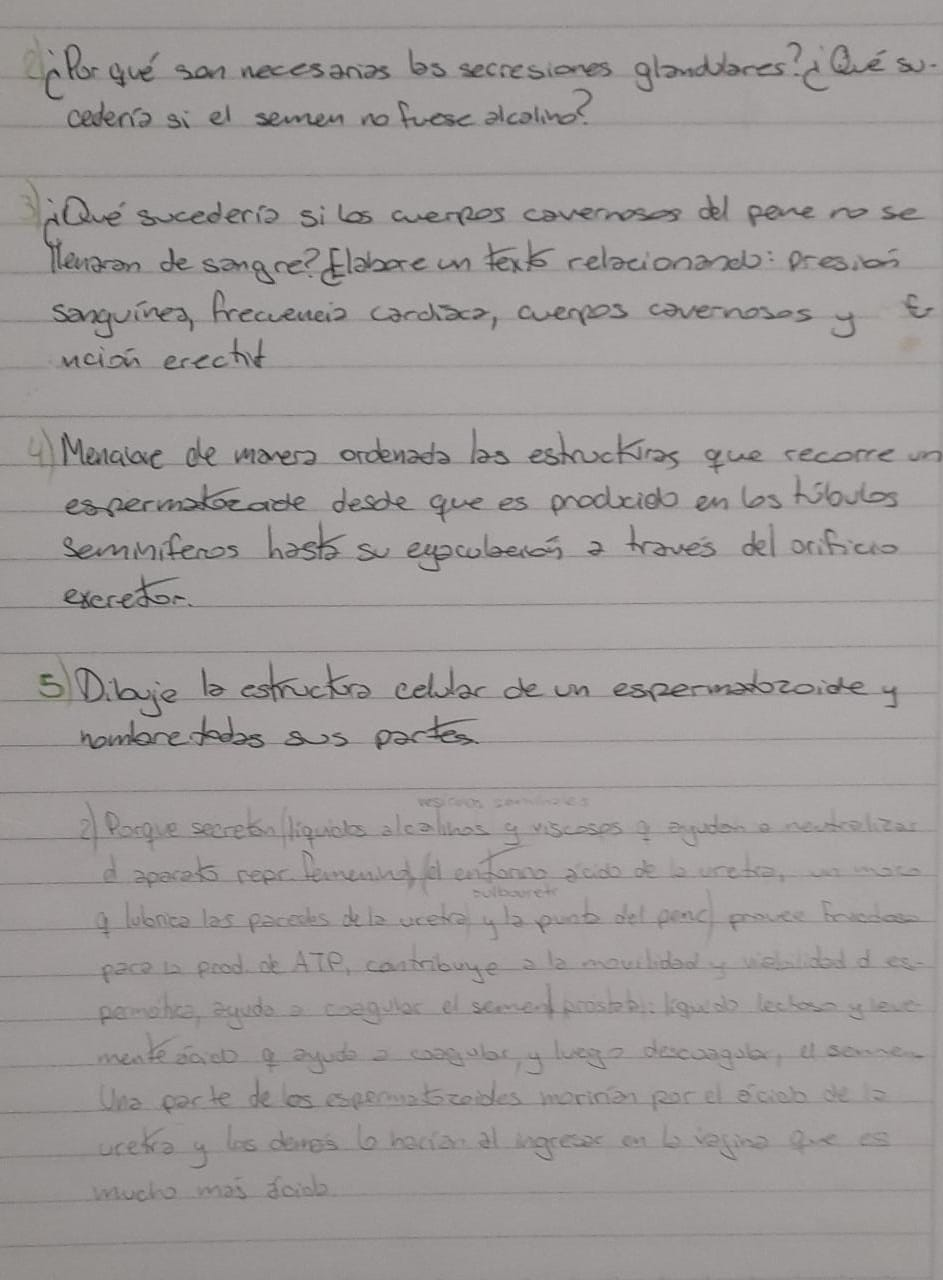 2) ¿Por qué son necesarias las secresiones glandulares? ¿Qué su-
cedería si el semen no fuese alcalino?
3) ¿Qué sucedería si los cuerpos cavernosos del pene no se
llenaran de sangre? Elabore un texto relacionando: presión
sanguínea, frecuencia cardíaca, cuerpos cavernosos y fu-
nción erectil
4) Mencione de manera ordenada las estructuras que recorre un
espermatozoide desde que es producido en los túbulos
seminíferos hasta su eyaculación a través del orificio
excretor.
5) Dibuje la estructura celular de un espermatozoide y
nombre todas sus partes.
vesículas seminales
2) Porque secretan líquidos alcalinos y viscosos q ayudan a neutralizar
d aparato repr femenino, el entorno ácido de la uretra, un moco
bulbouretr
q lubrica las paredes de la uretra y la punta del pene, provee fructosa
para la prod. de ATP, contribuye a la movilidad y viabilidad d es-
permática, ayuda a coagular el semen, prostat.: líquido lechoso y leve
mente ácido q ayuda a coagular, y luego descoagular, el semen.
Una parte de los espermatozoides morirían por el ácido de la
uretra y los demás lo harían al ingresar en la vagina que es
mucho más ácida